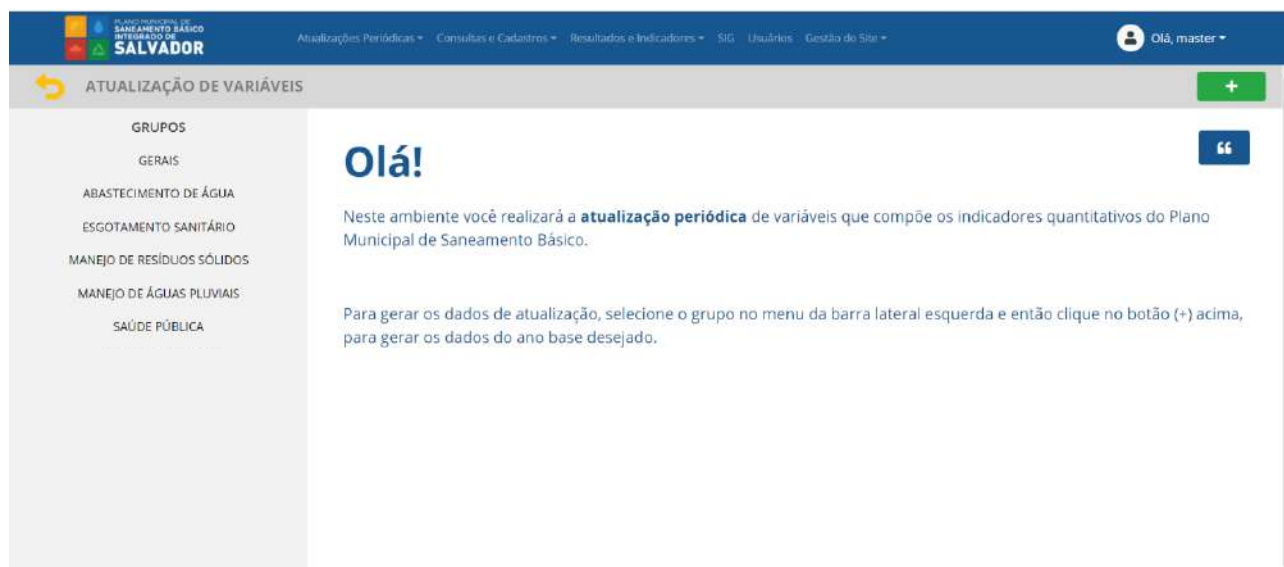 PLANO MUNICIPAL DE
SANEAMENTO BÁSICO
INTEGRADO DE
SALVADOR
Atualizações Periódicas Consultas e Cadastros Resultados e Indicadores SIG Usuários Gestão do Site
Olá, master
ATUALIZAÇÃO DE VARIÁVEIS
+
GRUPOS
GERAIS
ABASTECIMENTO DE ÁGUA
ESGOTAMENTO SANITÁRIO
MANEJO DE RESÍDUOS SÓLIDOS
MANEJO DE ÁGUAS PLUVIAIS
SAÚDE PÚBLICA
Olá!
Neste ambiente você realizará a atualização periódica de variáveis que compõe os indicadores quantitativos do Plano
Municipal de Saneamento Básico.
Para gerar os dados de atualização, selecione o grupo no menu da barra lateral esquerda e então clique no botão (+) acima,
para gerar os dados do ano base desejado.